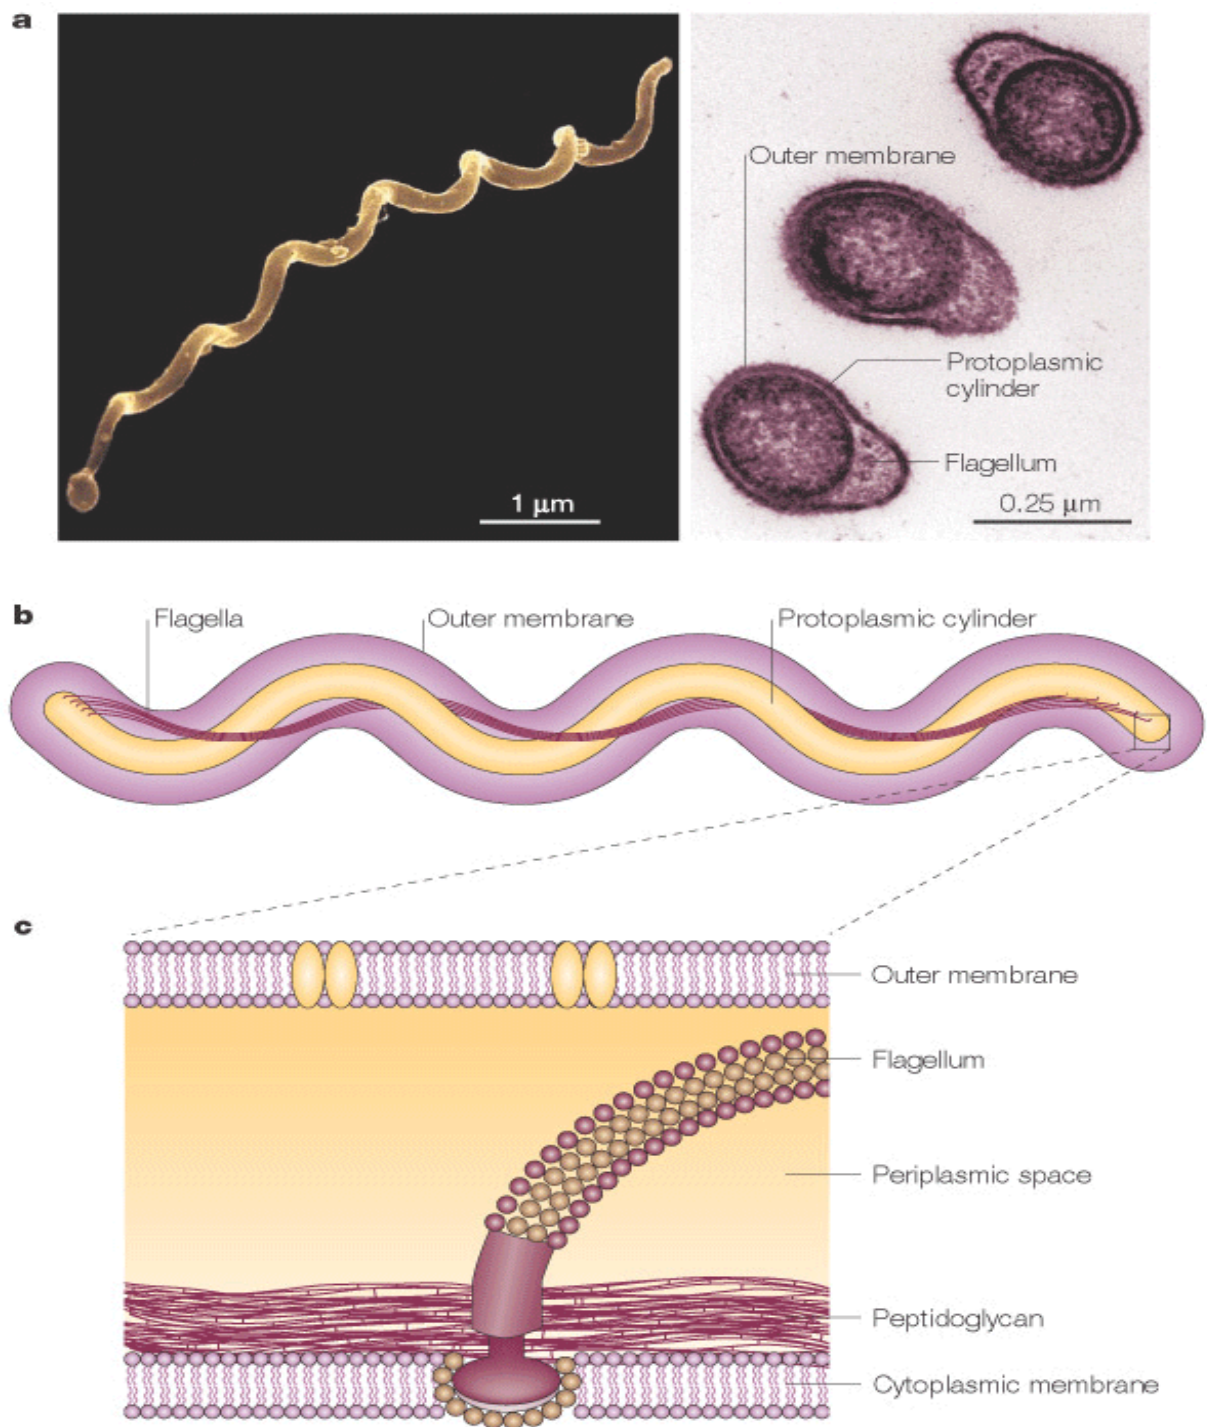 a
Outer membrane
Protoplasmic
cylinder
Flagellum
1 μm
0.25 μm
b
Flagella
Outer membrane
Protoplasmic cylinder
c
Outer membrane
Flagellum
Periplasmic space
Peptidoglycan
Cytoplasmic membrane